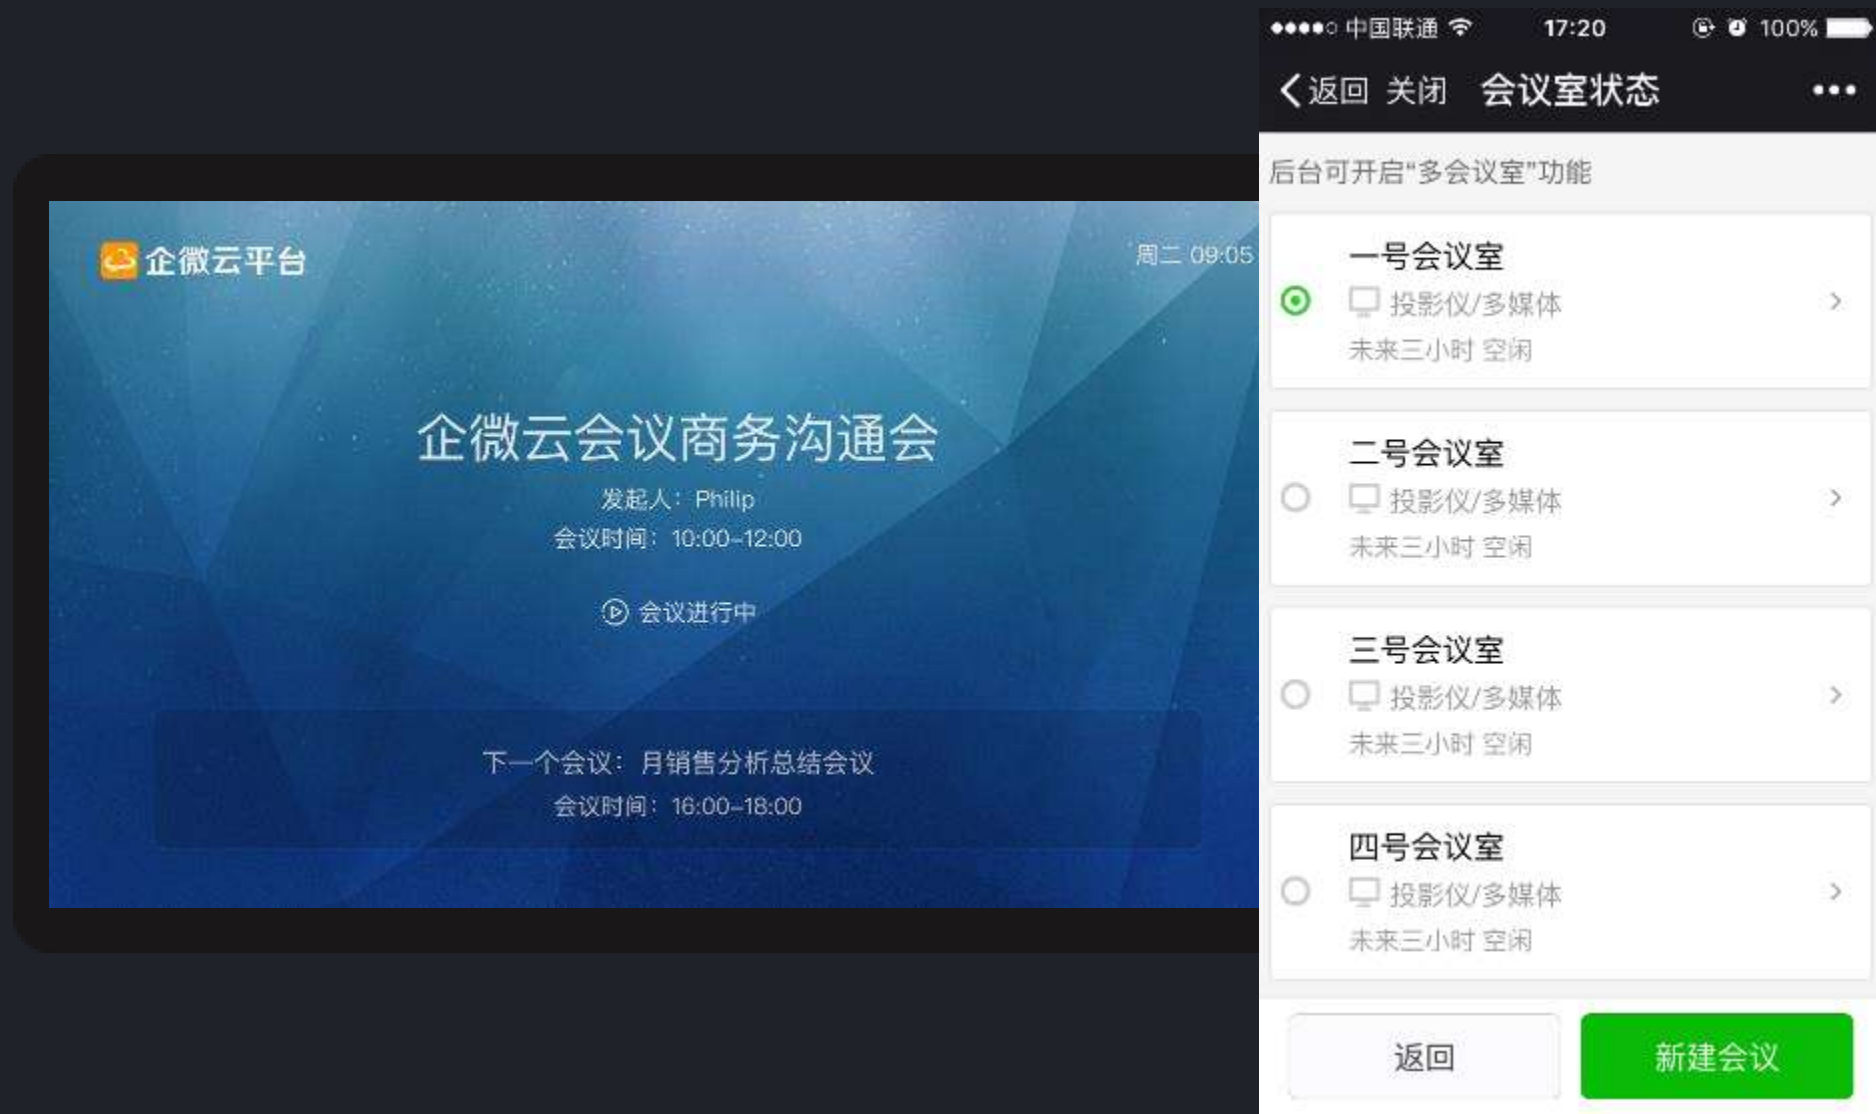 企微云平台
周二 09:05
企微云会议商务沟通会
发起人：Philip
会议时间：10:00-12:00
会议进行中
下一个会议：月销售分析总结会议
会议时间：16:00-18:00
中国联通 17:20 100%
返回 关闭 会议室状态
后台可开启“多会议室”功能
一号会议室
投影仪/多媒体
未来三小时 空闲
二号会议室
投影仪/多媒体
未来三小时 空闲
三号会议室
投影仪/多媒体
未来三小时 空闲
四号会议室
投影仪/多媒体
未来三小时 空闲
返回 新建会议